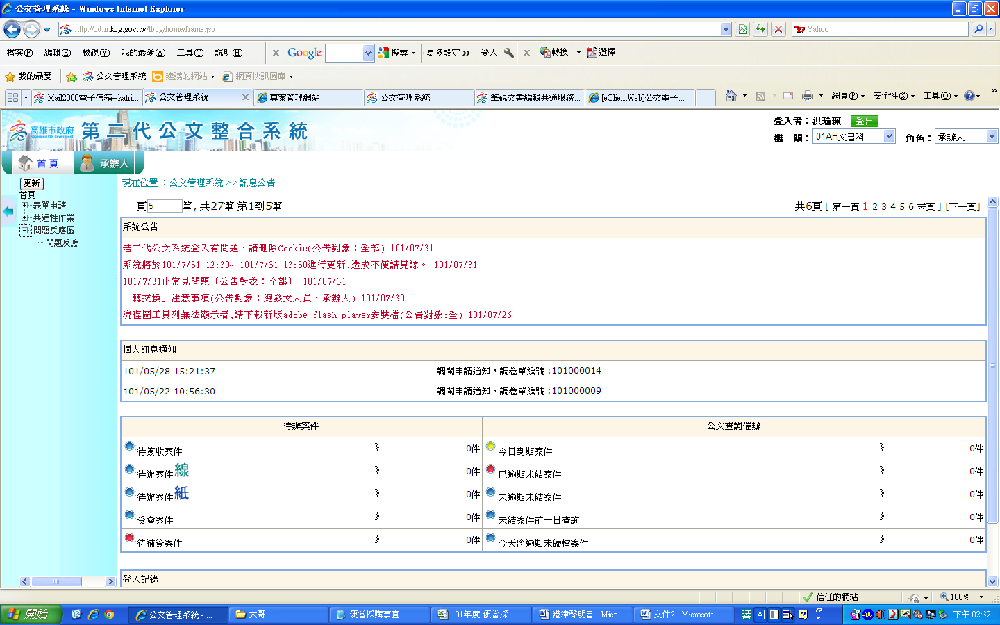 公文管理系統 - Windows Internet Explorer
http://odm.kcg.gov.tw/tbpg/home/frame.jsp
Yahoo
檔案(F) 編輯(E) 檢視(V) 我的最愛(A) 工具(T) 說明(H)
Google 搜尋 更多設定 >> 登入 轉換 選擇
我的最愛 公文管理系統 建議的網站 網頁快訊圖庫
Mail2000電子信箱--katri... 公文管理系統 專案管理網站 公文管理系統 筆硯文書編輯共通服務... [eClientWeb]公文電子...
網頁(P) 安全性(S) 工具(O)
高雄市政府 第二代公文整合系統
登入者：洪瑜珮 登出
機 關： 01AH文書科 角色： 承辦人
首頁 承辦人
更新
首頁
表單申請
共通性作業
問題反應區
問題反應
現在位置：公文管理系統>>訊息公告
一頁5筆, 共27筆 第1到5筆
共6頁 [ 第一頁 1 2 3 4 5 6 末頁 ] [下一頁]
系統公告
若二代公文系統登入有問題，請刪除Cookie(公告對象：全部) 101/07/31
系統將於101/7/31 12:30~ 101/7/31 13:30進行更新,造成不便請見諒。 101/07/31
101/7/31止常見問題〔公告對象：全部〕 101/07/31
「轉交換」注意事項(公告對象：總發文人員、承辦人) 101/07/30
流程圖工具列無法顯示者,請下載新版adobe flash player安裝檔(公告對象:全) 101/07/26
個人訊息通知
101/05/28 15:21:37 調閱申請通知，調卷單編號 :101000014
101/05/22 10:56:30 調閱申請通知，調卷單編號 :101000009
待辦案件 公文查詢催辦
待簽收案件 》 0件 今日到期案件 》 0件
待辦案件線 》 0件 已逾期未結案件 》 0件
待辦案件紙 》 0件 未逾期未結案件 》 0件
受會案件 》 0件 未結案件前一日查詢 》 0件
待補簽案件 》 0件 今天將逾期未歸檔案件 》 0件
登入記錄
信任的網站 100%
開始 公文管理系統 - ... 大哥 便當採購事宜 - ... 101年度-便當採... 港津聲明書 - Micr... 文件2 - Microsoft ... 下午 02:32